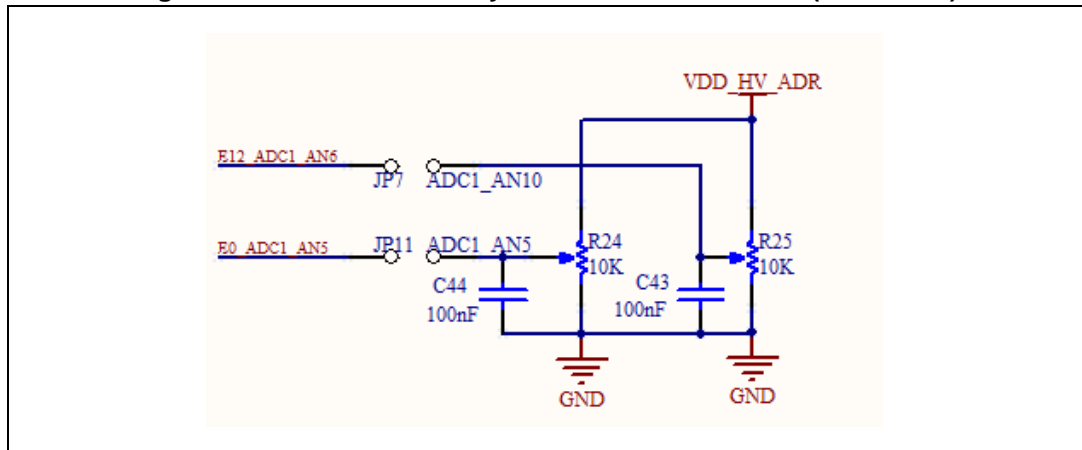 VDD_HV_ADR
E12_ADC1_AN6
JP7 ADC1_AN10
E0_ADC1_AN5 JP11 ADC1_AN5 R24 R25
10K 10K
C44 C43
100nF 100nF
GND GND